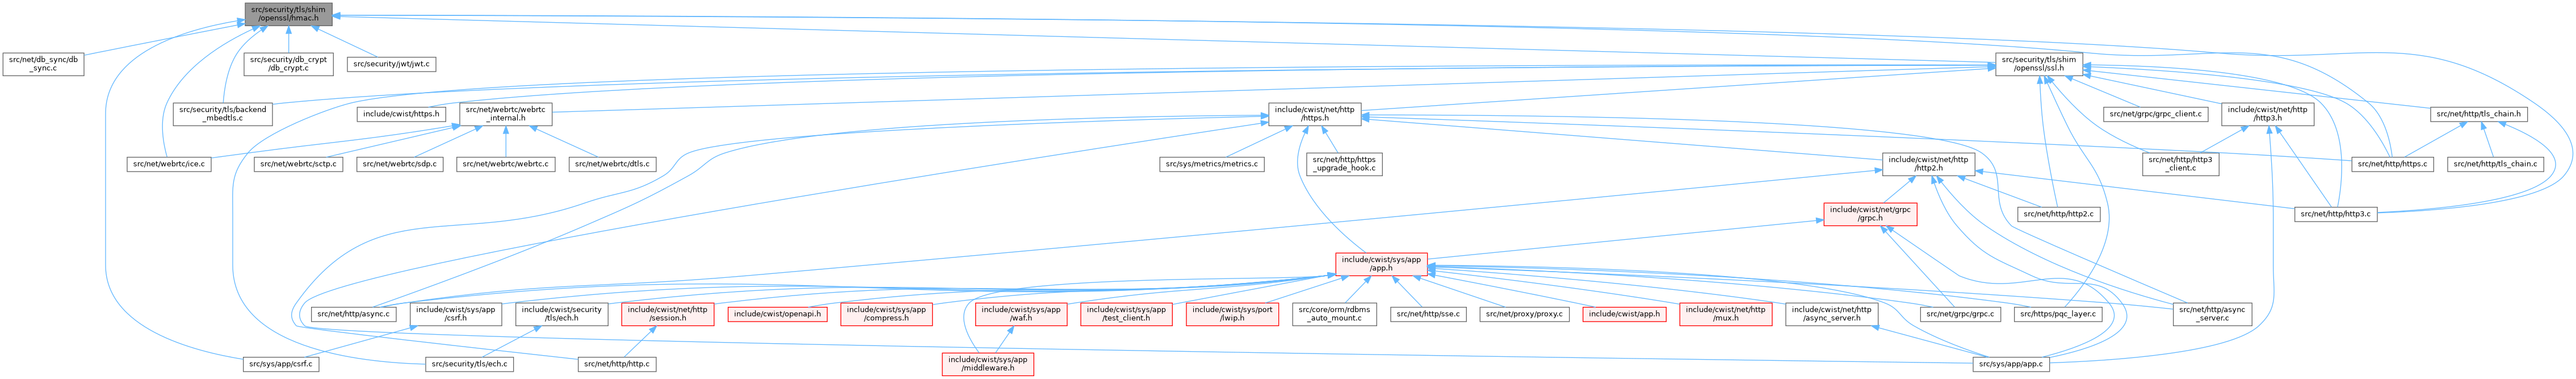 src/security/tls/shim
/openssl/hmac.h
src/net/db_sync/db
_sync.c
src/security/db_crypt
/db_crypt.c
src/security/jwt/jwt.c
src/security/tls/shim
/openssl/ssl.h
src/security/tls/backend
_mbedtls.c
include/cwist/https.h
src/net/webrtc/webrtc
_internal.h
include/cwist/net/http
/https.h
src/net/grpc/grpc_client.c
include/cwist/net/http
/http3.h
src/net/http/tls_chain.h
src/net/webrtc/ice.c
src/net/webrtc/sctp.c
src/net/webrtc/sdp.c
src/net/webrtc/webrtc.c
src/net/webrtc/dtls.c
src/sys/metrics/metrics.c
src/net/http/https
_upgrade_hook.c
include/cwist/net/http
/http2.h
src/net/http/http3
_client.c
src/net/http/https.c
src/net/http/tls_chain.c
include/cwist/net/grpc
/grpc.h
src/net/http/http2.c
src/net/http/http3.c
include/cwist/sys/app
/app.h
src/net/http/async.c
include/cwist/sys/app
/csrf.h
include/cwist/security
/tls/ech.h
include/cwist/net/http
/session.h
include/cwist/openapi.h
include/cwist/sys/app
/compress.h
include/cwist/sys/app
/waf.h
include/cwist/sys/app
/test_client.h
include/cwist/sys/port
/lwip.h
src/core/orm/rdbms
_auto_mount.c
src/net/http/sse.c
src/net/proxy/proxy.c
include/cwist/app.h
include/cwist/net/http
/mux.h
include/cwist/net/http
/async_server.h
src/net/grpc/grpc.c
src/https/pqc_layer.c
src/net/http/async
_server.c
src/sys/app/csrf.c
src/security/tls/ech.c
src/net/http/http.c
include/cwist/sys/app
/middleware.h
src/sys/app/app.c